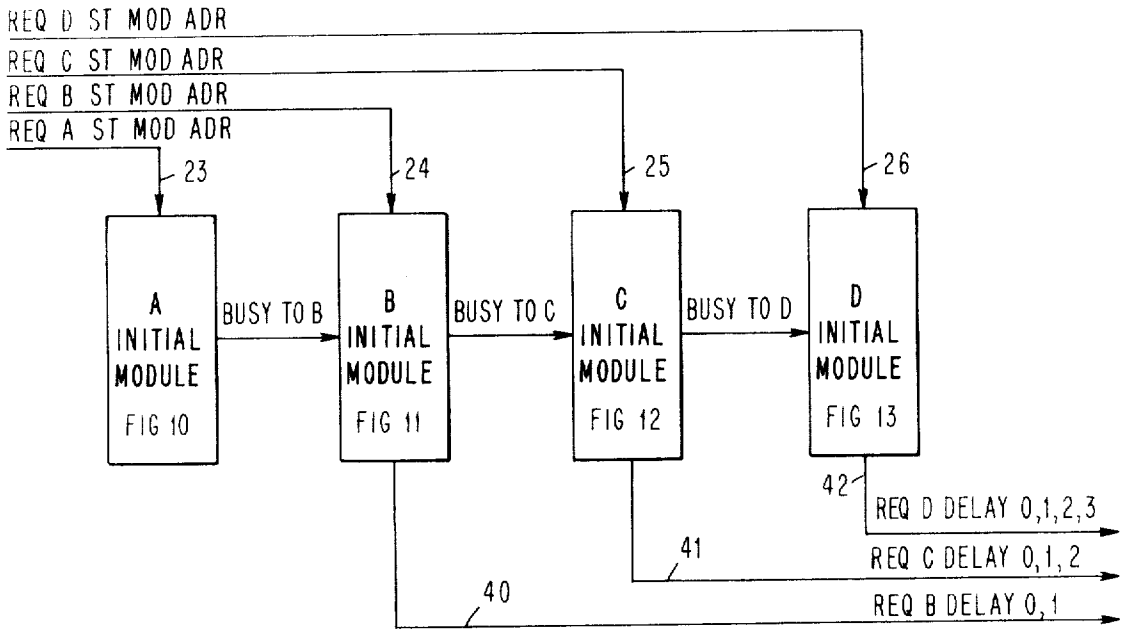 REQ D ST MOD ADR
REQ C ST MOD ADR
REQ B ST MOD ADR
REQ A ST MOD ADR
23
24
25
26
A
INITIAL
MODULE
FIG 10
BUSY TO B
B
INITIAL
MODULE
FIG 11
BUSY TO C
C
INITIAL
MODULE
FIG 12
BUSY TO D
D
INITIAL
MODULE
FIG 13
42
REQ D DELAY 0,1,2,3
41
REQ C DELAY 0,1,2
40
REQ B DELAY 0,1